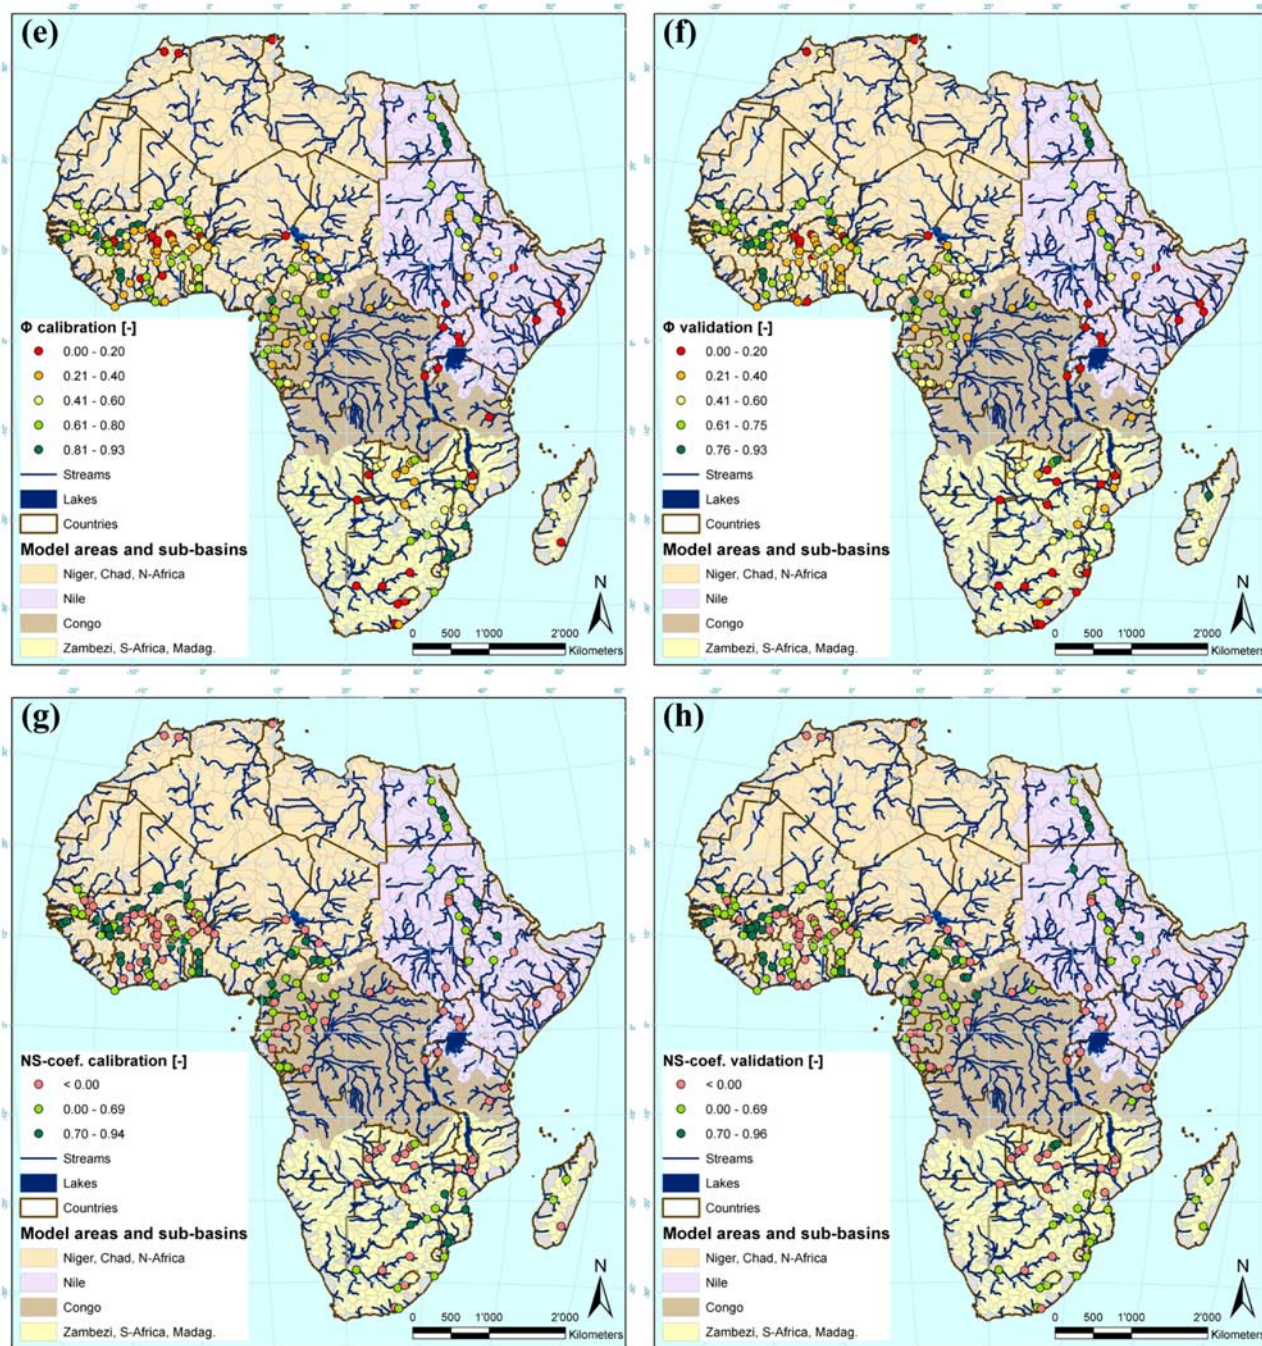 (e)
Φ calibration [-]
0.00 - 0.20
0.21 - 0.40
0.41 - 0.60
0.61 - 0.80
0.81 - 0.93
Streams
Lakes
Countries
Model areas and sub-basins
Niger, Chad, N-Africa
Nile
Congo
Zambezi, S-Africa, Madag.
N
0 500 1'000 2'000
Kilometers
(f)
Φ validation [-]
0.00 - 0.20
0.21 - 0.40
0.41 - 0.60
0.61 - 0.75
0.76 - 0.93
Streams
Lakes
Countries
Model areas and sub-basins
Niger, Chad, N-Africa
Nile
Congo
Zambezi, S-Africa, Madag.
N
0 500 1'000 2'000
Kilometers
(g)
NS-coef. calibration [-]
< 0.00
0.00 - 0.69
0.70 - 0.94
Streams
Lakes
Countries
Model areas and sub-basins
Niger, Chad, N-Africa
Nile
Congo
Zambezi, S-Africa, Madag.
N
0 500 1'000 2'000
Kilometers
(h)
NS-coef. validation [-]
< 0.00
0.00 - 0.69
0.70 - 0.96
Streams
Lakes
Countries
Model areas and sub-basins
Niger, Chad, N-Africa
Nile
Congo
Zambezi, S-Africa, Madag.
N
0 500 1'000 2'000
Kilometers